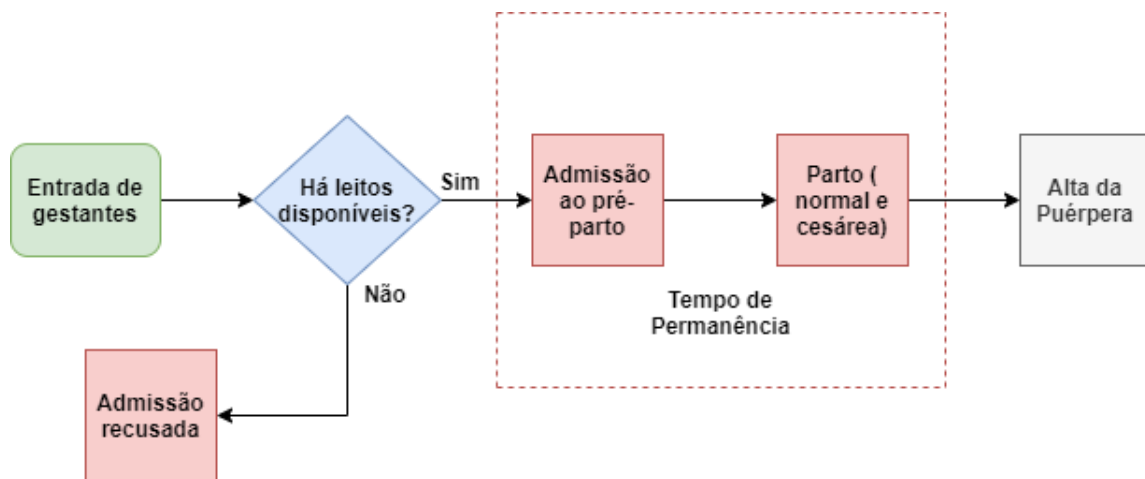 Entrada de
gestantes
Há leitos
disponíveis?
Sim
Não
Admissão
recusada
Admissão
ao pré-
parto
Parto (
normal e
cesárea)
Tempo de
Permanência
Alta da
Puérpera